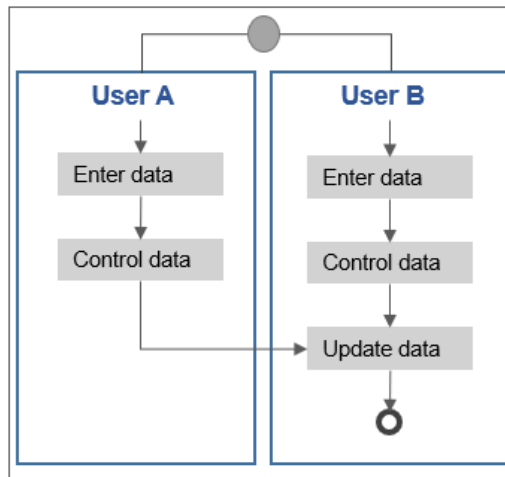 User A
Enter data
Control data
User B
Enter data
Control data
Update data